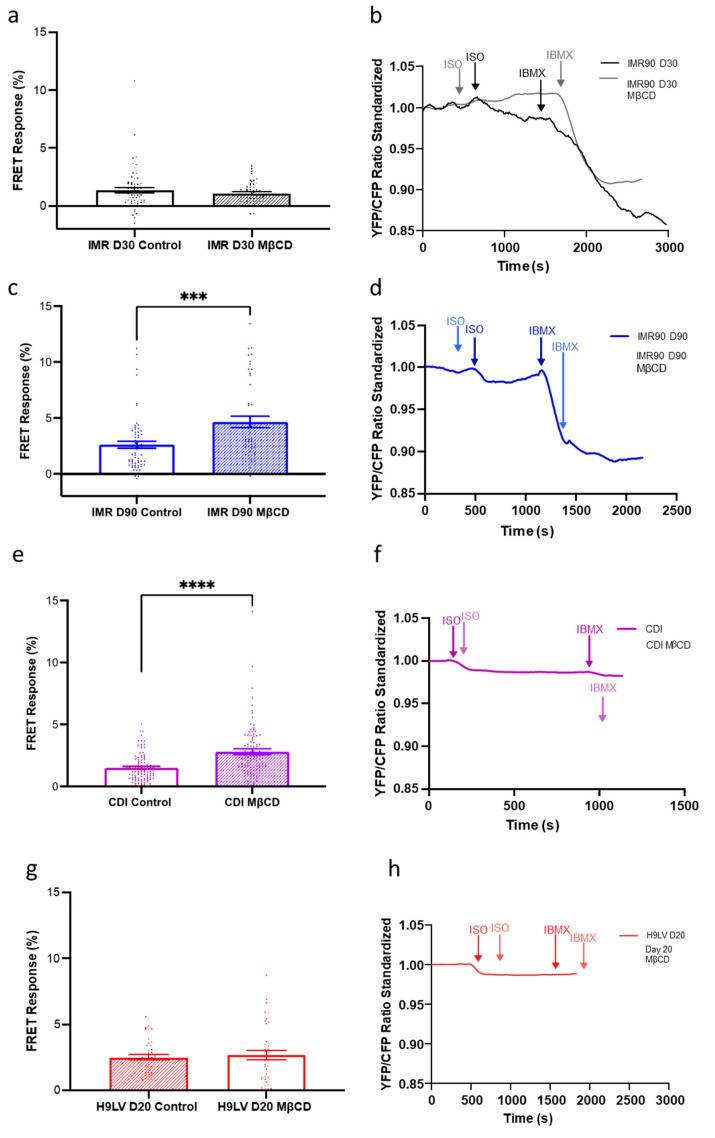 a
15
10
5
0
FRET Response (%)
IMR D30 Control IMR D30 MβCD
b
ISO ISO IBMX IBMX
IMR90 D30
IMR90 D30
MβCD
1.05
1.00
0.95
0.90
0.85
YFP/CFP Ratio Standardized
0 1000 2000 3000
Time (s)
c
***
15
10
5
0
FRET Response (%)
IMR D90 Control IMR D90 MβCD
d
ISO ISO IBMX IBMX
IMR90 D90
IMR90 D90
MβCD
1.05
1.00
0.95
0.90
0.85
YFP/CFP Ratio Standardized
0 500 1000 1500 2000 2500
Time (s)
e
****
15
10
5
0
FRET Response (%)
CDI Control CDI MβCD
f
ISO ISO IBMX IBMX
CDI
CDI MβCD
1.05
1.00
0.95
0.90
0.85
YFP/CFP Ratio Standardized
0 500 1000 1500
Time (s)
g
15
10
5
0
FRET Response (%)
H9LV D20 Control H9LV D20 MβCD
h
ISO ISO IBMX IBMX
H9LV D20
Day 20
MβCD
1.05
1.00
0.95
0.90
0.85
YFP/CFP Ratio Standardized
0 500 1000 1500 2000 2500 3000
Time (s)